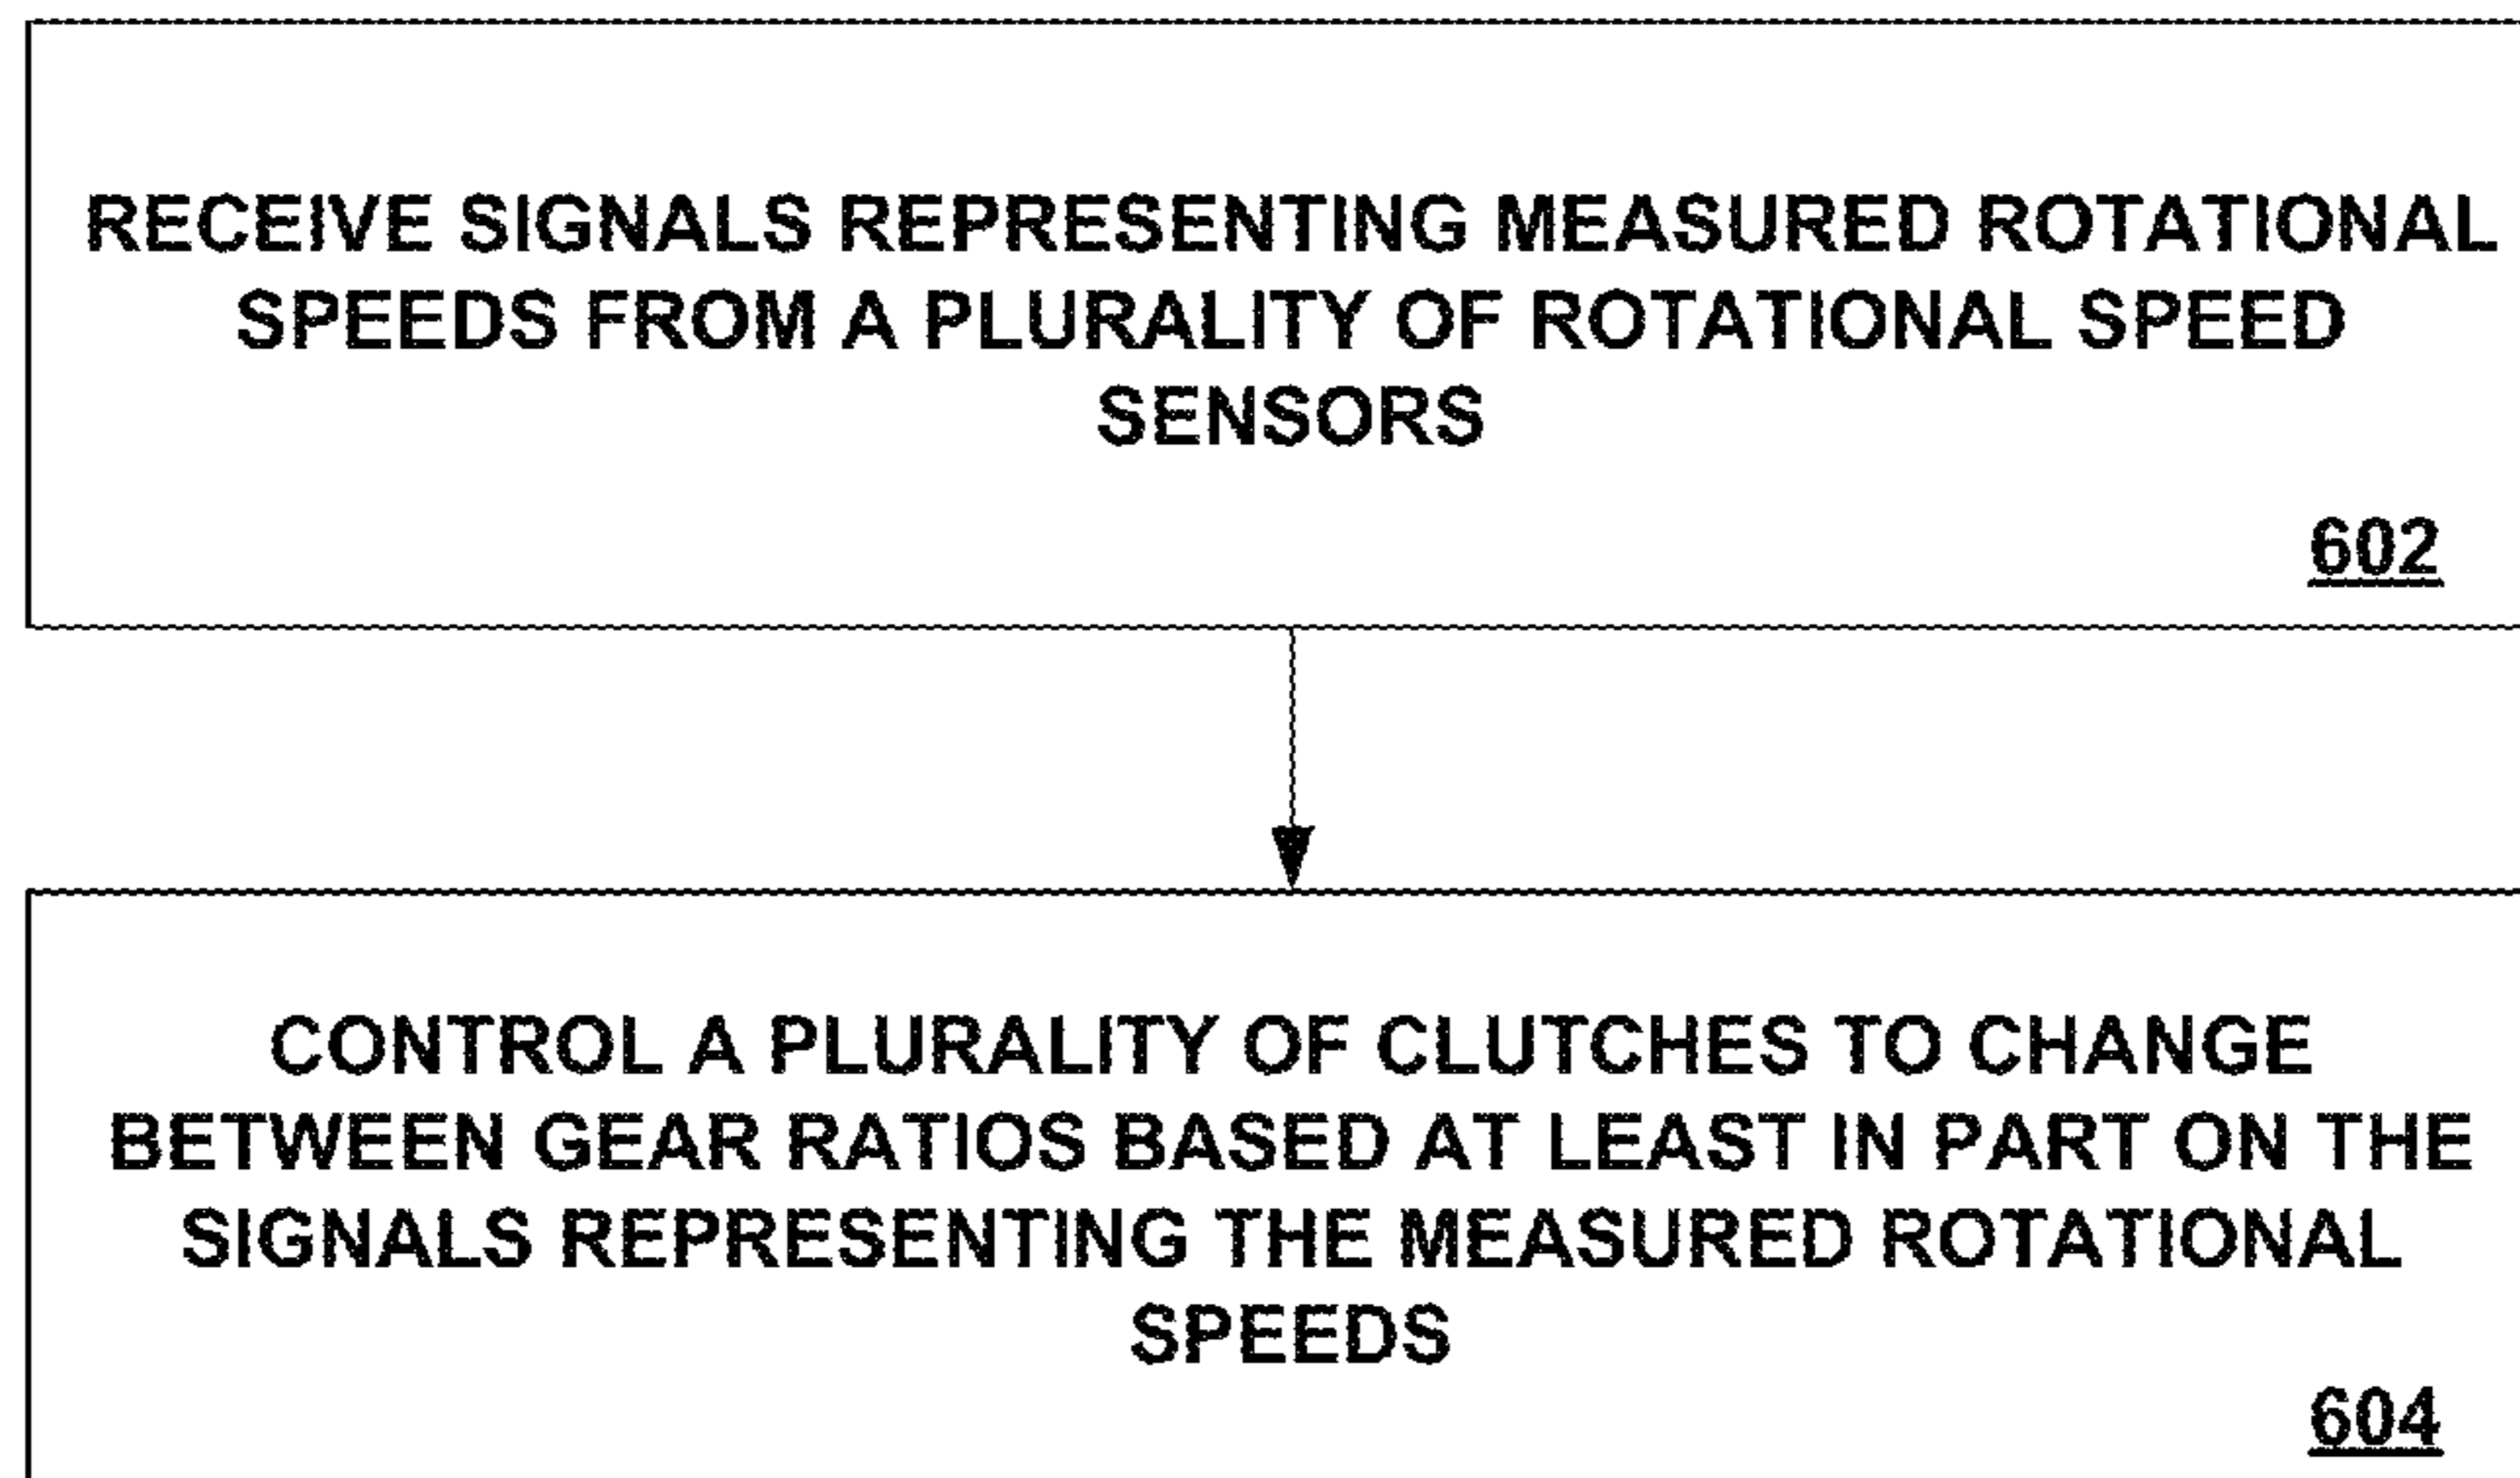 RECEIVE SIGNALS REPRESENTING MEASURED ROTATIONAL
SPEEDS FROM A PLURALITY OF ROTATIONAL SPEED
SENSORS
602
CONTROL A PLURALITY OF CLUTCHES TO CHANGE
BETWEEN GEAR RATIOS BASED AT LEAST IN PART ON THE
SIGNALS REPRESENTING THE MEASURED ROTATIONAL
SPEEDS
604